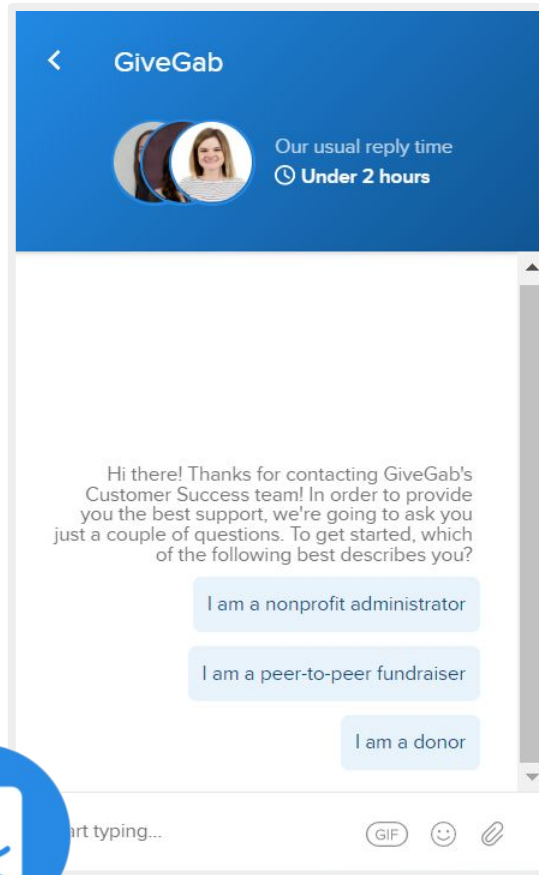 GiveGab
Our usual reply time
Under 2 hours
Hi there! Thanks for contacting GiveGab's
Customer Success team! In order to provide
you the best support, we're going to ask you
just a couple of questions. To get started, which
of the following best describes you?
I am a nonprofit administrator
I am a peer-to-peer fundraiser
I am a donor
typing...
GIF